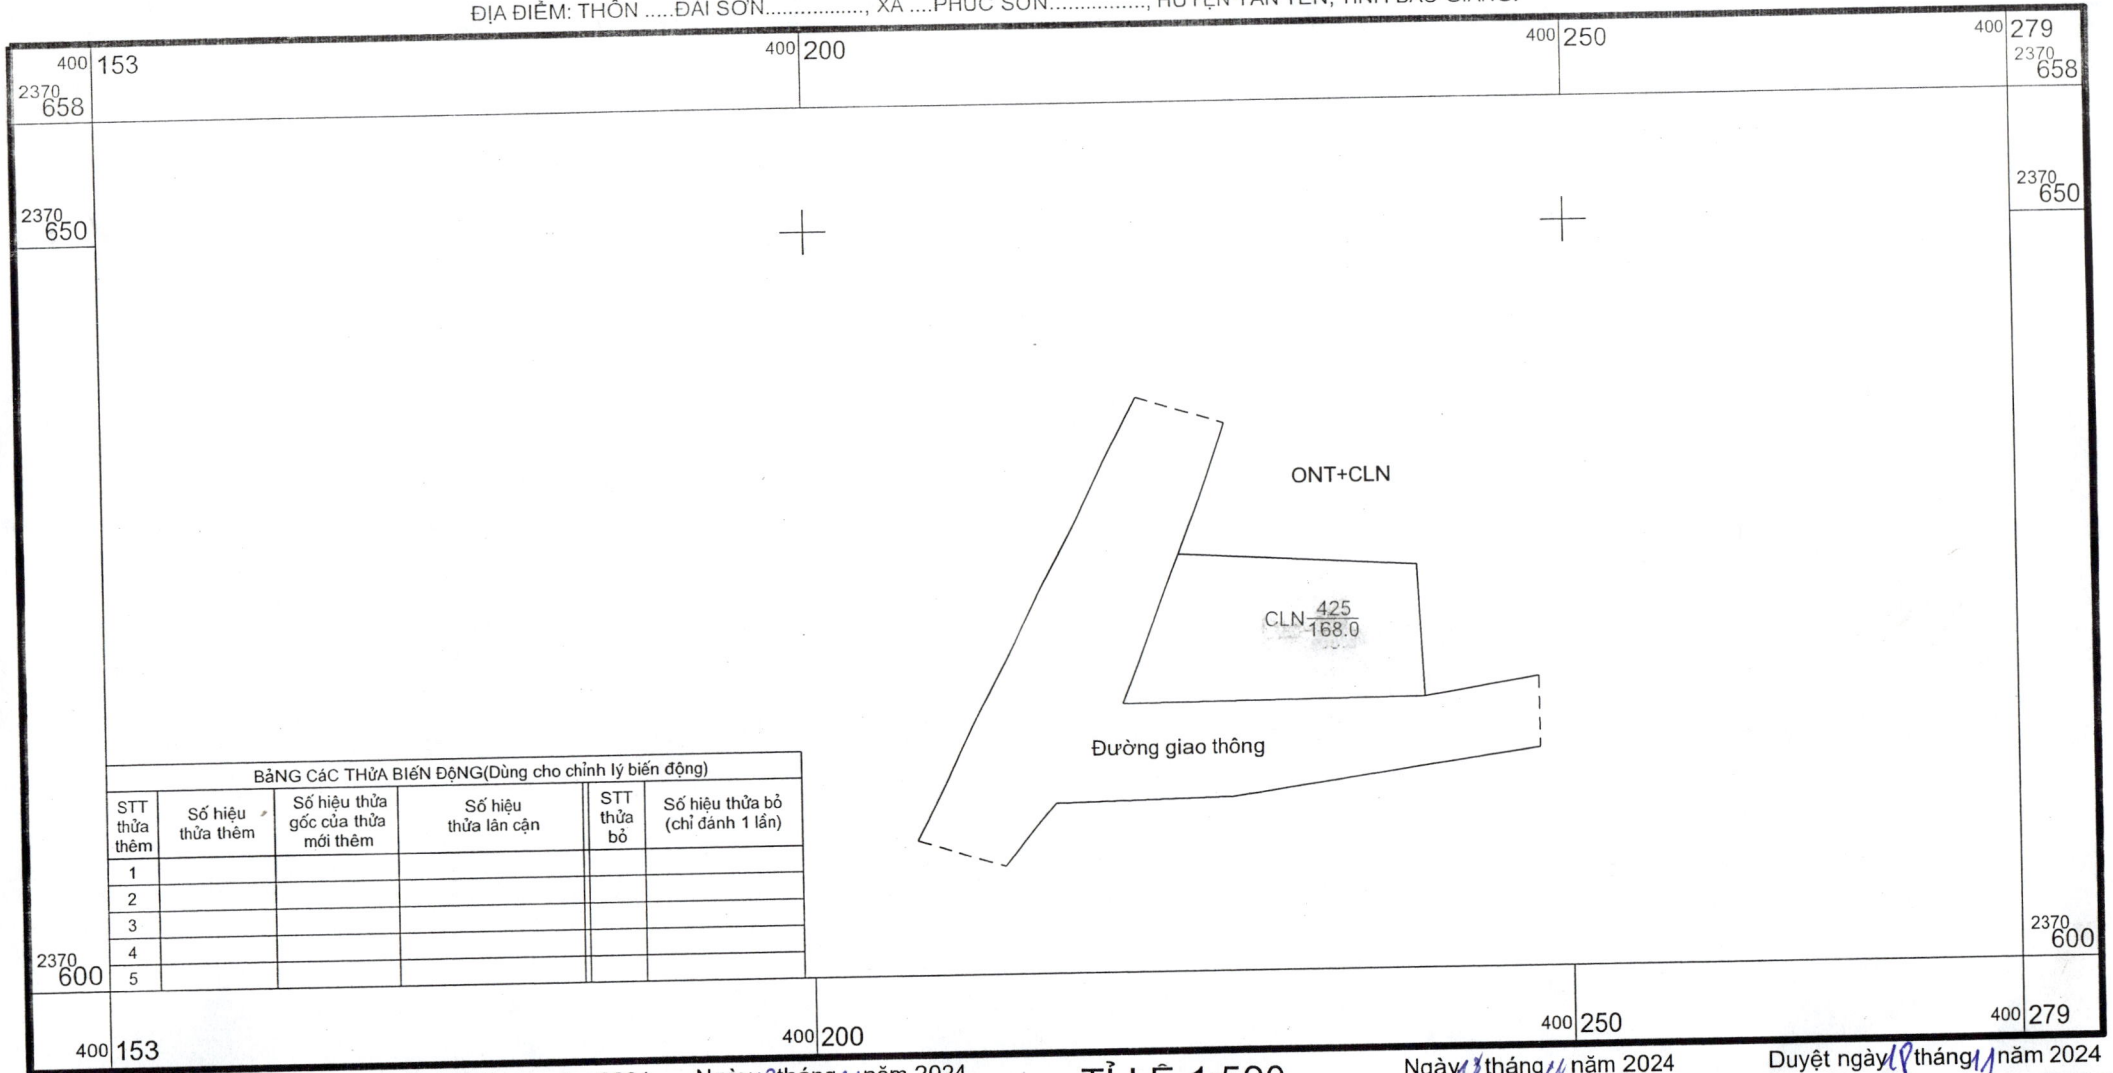 ĐỊA ĐIỂM: THÔN .....ĐẠI SƠN................., XÃ ....PHÚC SƠN................, HUYỆN TÂN YÊN, TỈNH BẮC GIANG.
400 153
400 200
400 250
400 279
2370 658
2370 658
2370 650
2370 650
ONT+CLN
CLN 425
168.0
Đường giao thông
BảNG CáC THửA BIếN ĐộNG(Dùng cho chỉnh lý biến động)
STT thửa thêm
Số hiệu thửa thêm
Số hiệu thửa gốc của thửa mới thêm
Số hiệu thửa lân cận
STT thửa bỏ
Số hiệu thửa bỏ (chỉ đánh 1 lần)
1
2
3
4
5
2370 600
2370 600
400 153
400 200
400 250
400 279
năm 2024
Ngày tháng 11 năm 2024
Duyệt ngày 18 tháng 11 năm 2024